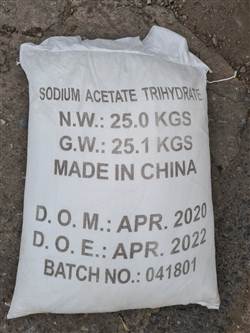 SODIUM ACETATE TRIHYDRATE
N.W.: 25.0 KGS
G.W.: 25.1 KGS
MADE IN CHINA
D. O. M.: APR. 2020
D. O. E.: APR. 2022
BATCH NO.: 041801